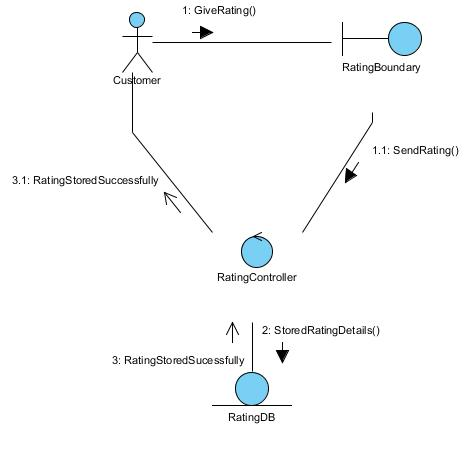 1: GiveRating()
Customer
RatingBoundary
1.1: SendRating()
3.1: RatingStoredSuccessfully
RatingController
2: StoredRatingDetails()
3: RatingStoredSucessfully
RatingDB